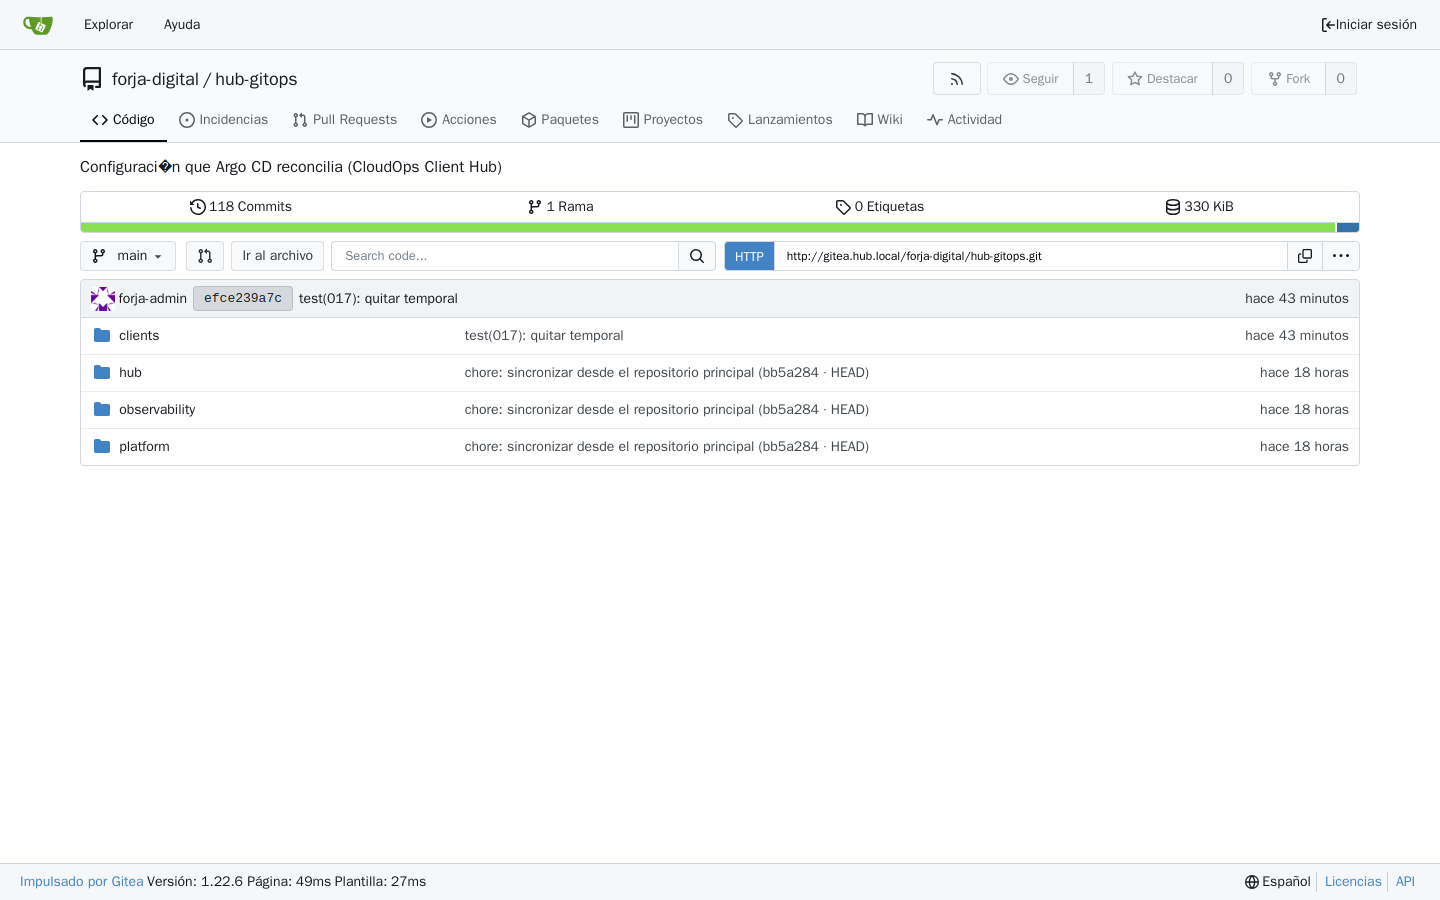 Explorar Ayuda Iniciar sesión
forja-digital / hub-gitops Seguir 1 Destacar 0 Fork 0
Código Incidencias Pull Requests Acciones Paquetes Proyectos Lanzamientos Wiki Actividad
Configuraci�n que Argo CD reconcilia (CloudOps Client Hub)
118 Commits 1 Rama 0 Etiquetas 330 KiB
main Ir al archivo Search code... HTTP http://gitea.hub.local/forja-digital/hub-gitops.git
forja-admin efce239a7c test(017): quitar temporal hace 43 minutos
clients test(017): quitar temporal hace 43 minutos
hub chore: sincronizar desde el repositorio principal (bb5a284 · HEAD) hace 18 horas
observability chore: sincronizar desde el repositorio principal (bb5a284 · HEAD) hace 18 horas
platform chore: sincronizar desde el repositorio principal (bb5a284 · HEAD) hace 18 horas
Impulsado por Gitea Versión: 1.22.6 Página: 49ms Plantilla: 27ms Español Licencias API